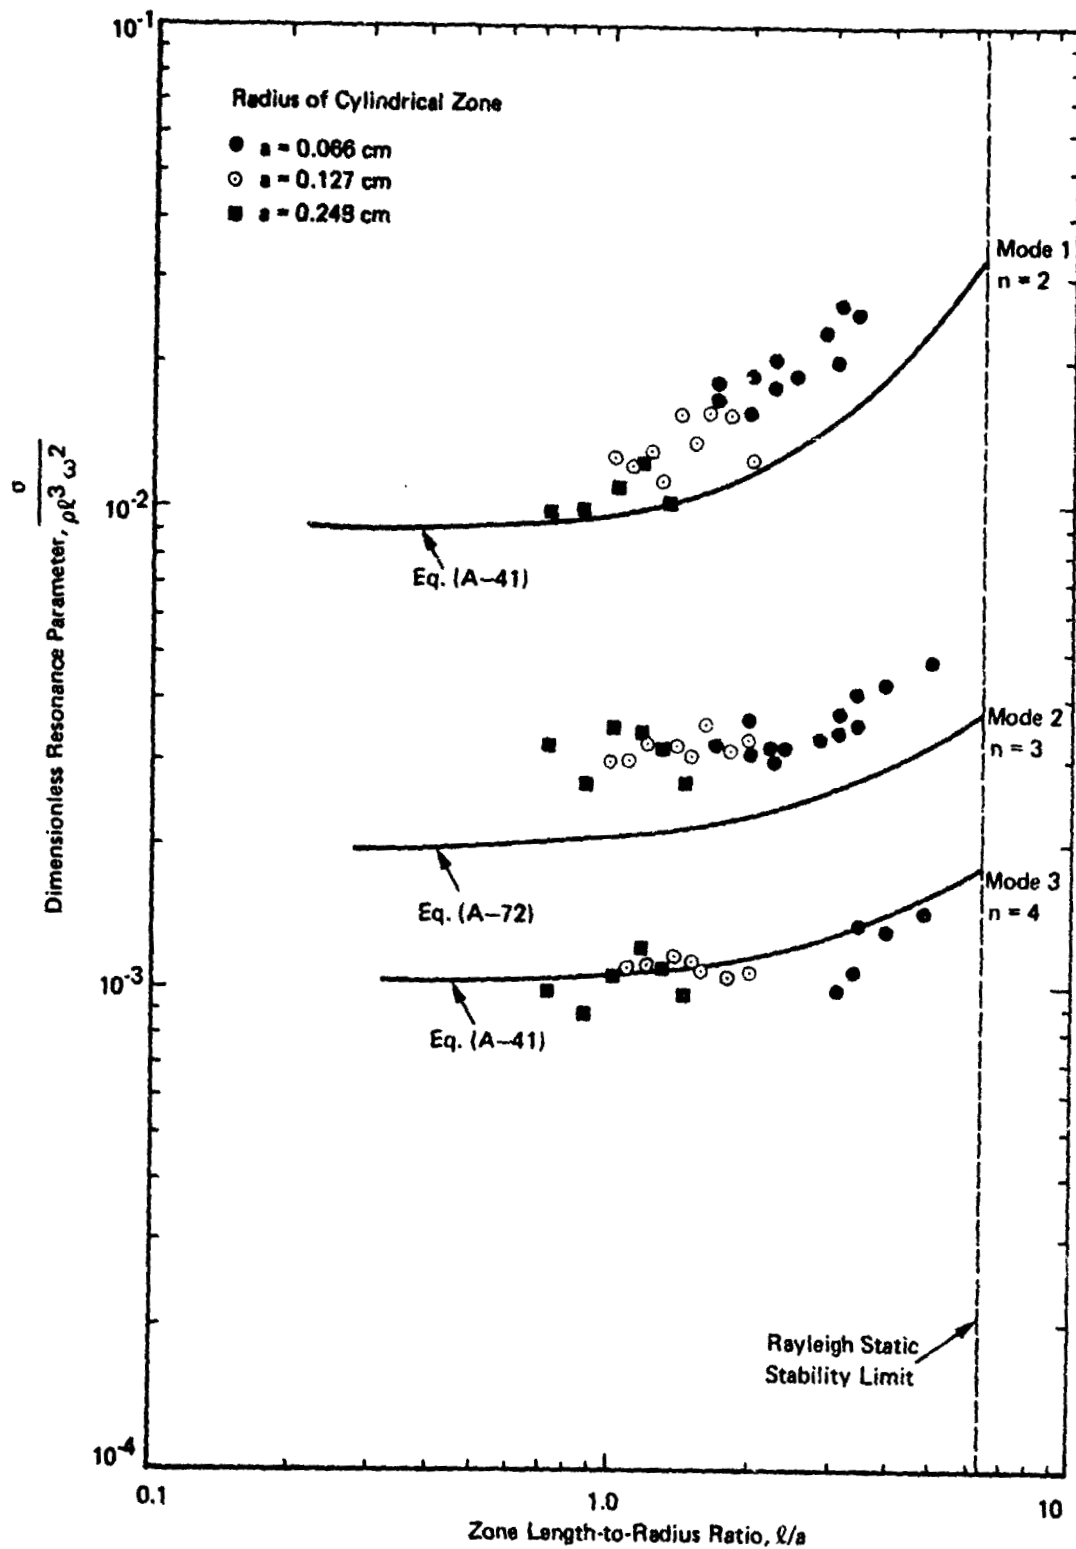 10⁻¹
Radius of Cylindrical Zone
a = 0.066 cm
a = 0.127 cm
a = 0.248 cm
Mode 1
n = 2
Dimensionless Resonance Parameter, σ / ρℓ³ω²
10⁻²
Eq. (A–41)
Mode 2
n = 3
Eq. (A–72)
Mode 3
n = 4
10⁻³
Eq. (A–41)
Rayleigh Static
Stability Limit
10⁻⁴
0.1
1.0
10
Zone Length-to-Radius Ratio, ℓ/a